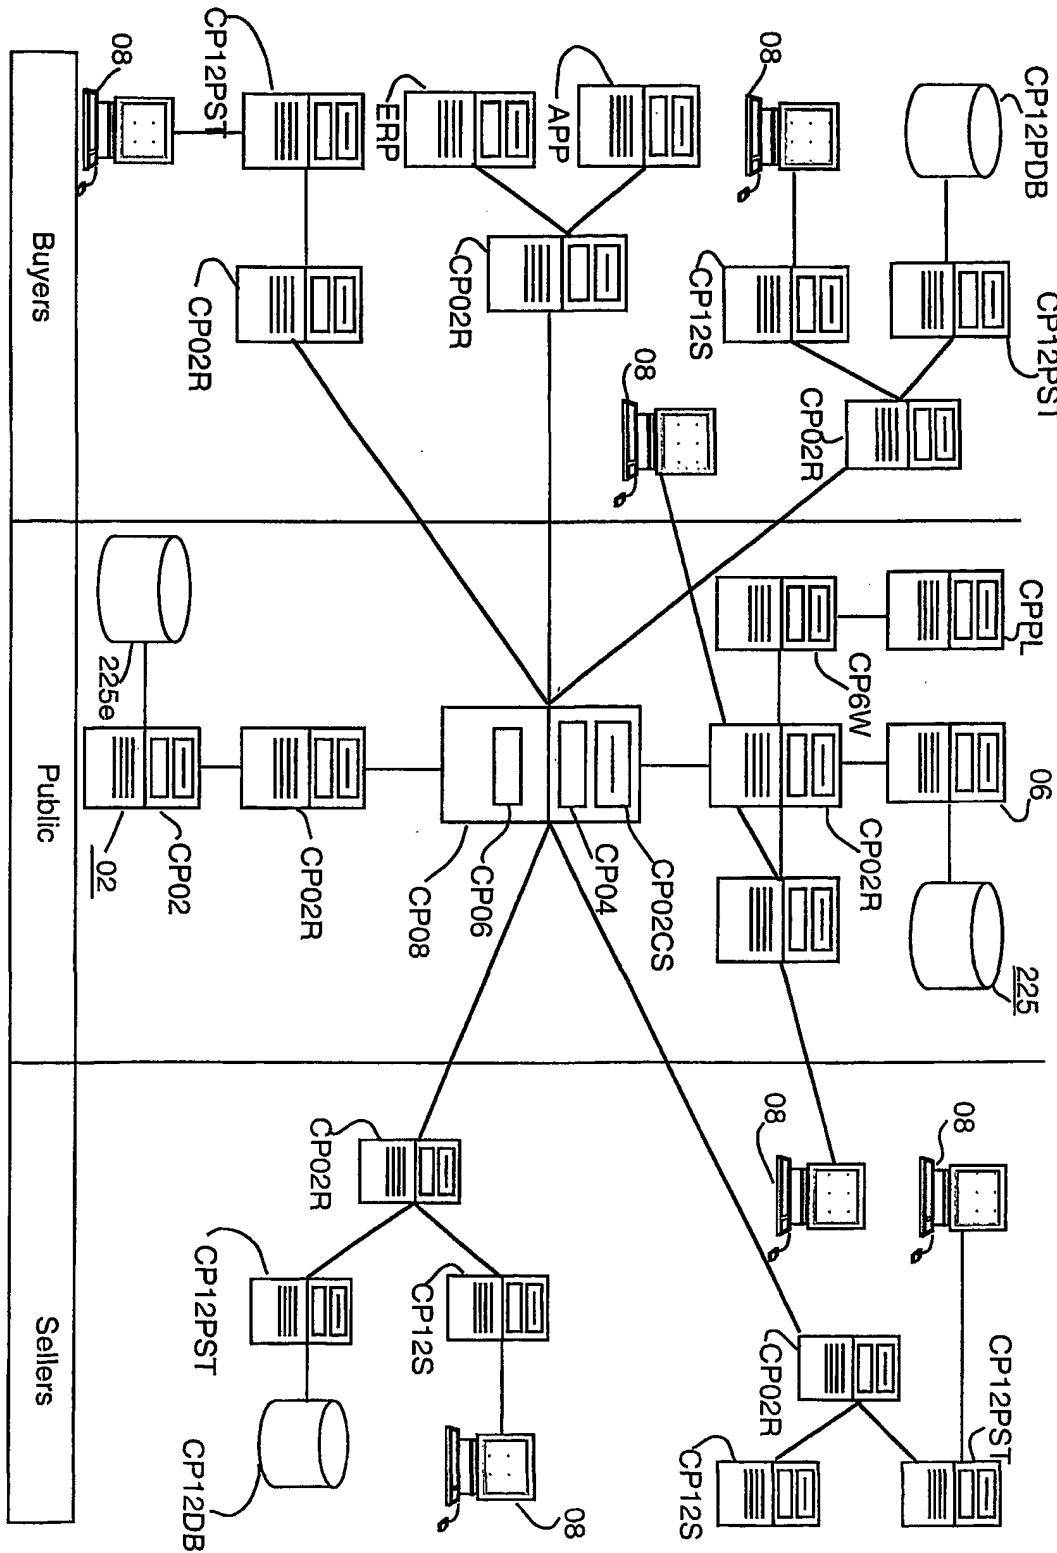 CP12PDB
CP12PST
08
CP12S
CP02R
APP
ERP
CP02R
08
CP12PST
CP02R
08
Buyers
CPPL
CP6W
06
225
CP02R
CP02CS
CP04
CP06
CP08
CP02R
225e
CP02
02
Public
08
08
CP12PST
CP02R
CP12S
CP02R
CP12S
08
CP12PST
CP12DB
Sellers